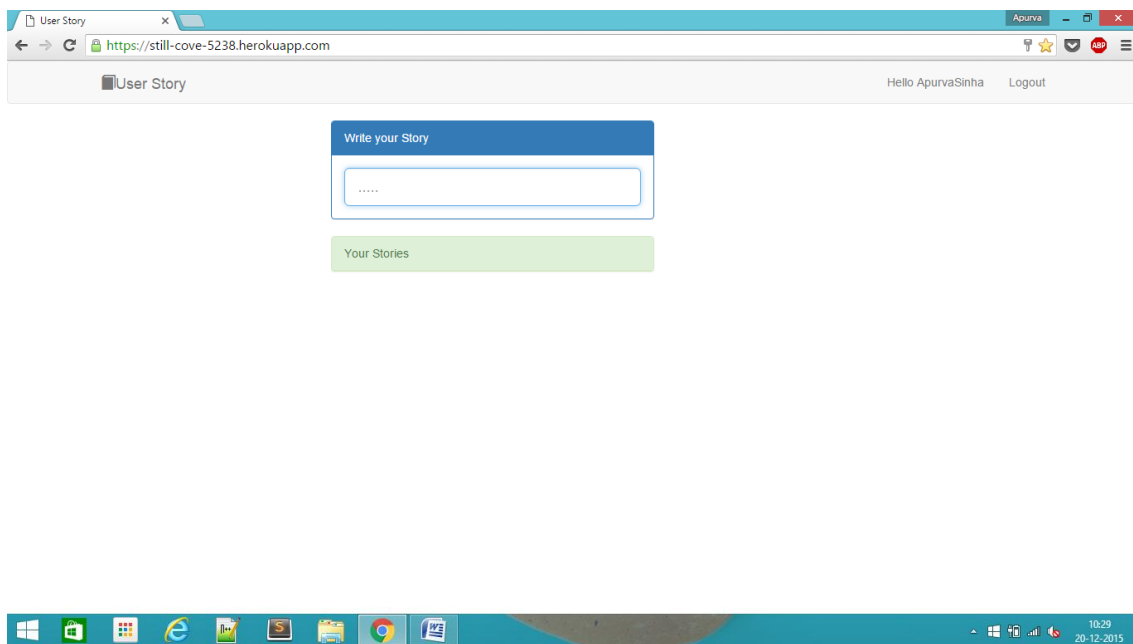 User Story
Apurva
https://still-cove-5238.herokuapp.com
ABP
User Story
Hello ApurvaSinha
Logout
Write your Story
.....
Your Stories
10:29
20-12-2015